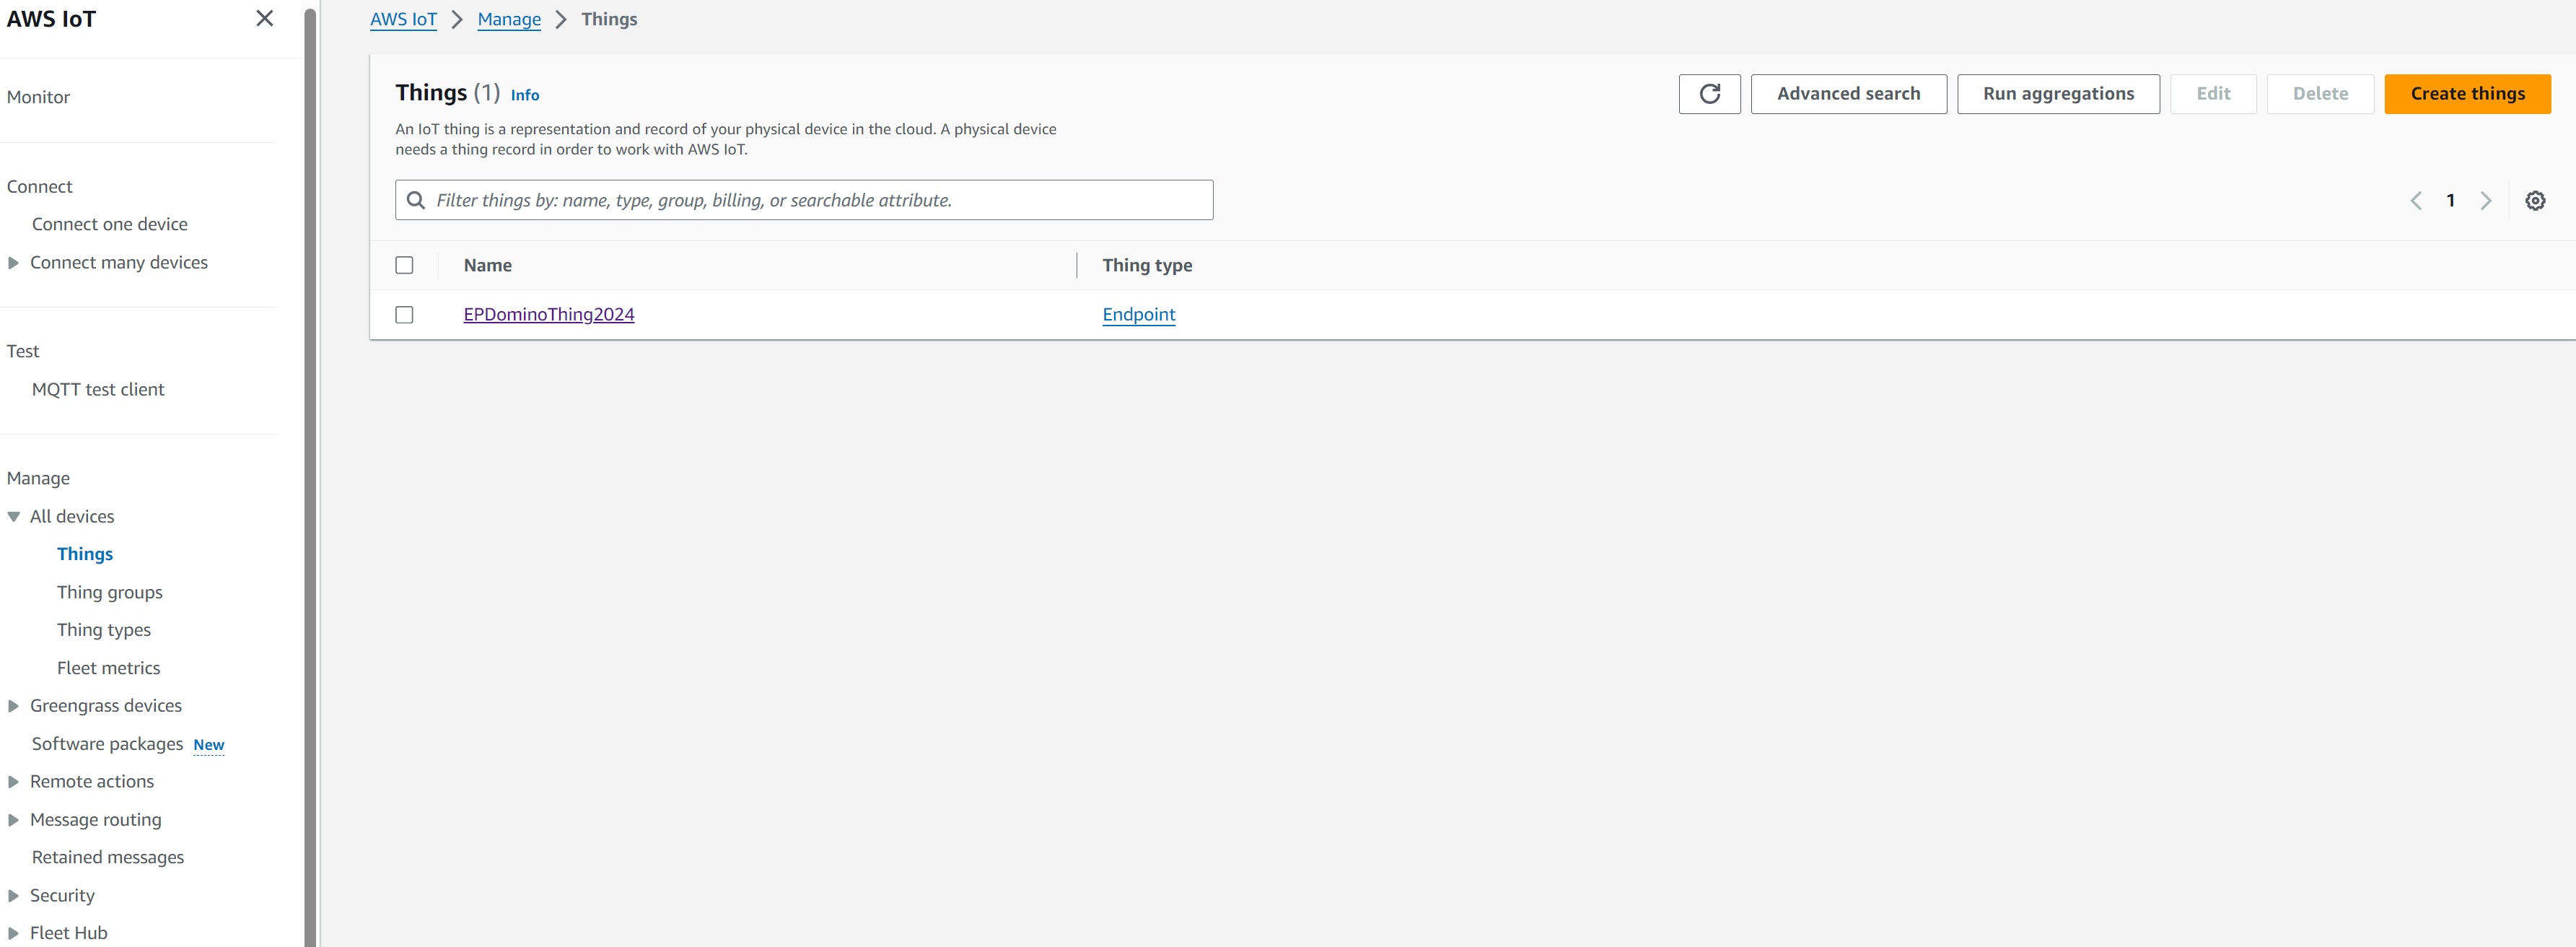 AWS IoT
Monitor
Connect
Connect one device
Connect many devices
Test
MQTT test client
Manage
All devices
Things
Thing groups
Thing types
Fleet metrics
Greengrass devices
Software packages New
Remote actions
Message routing
Retained messages
Security
Fleet Hub
AWS IoT > Manage > Things
Things (1) Info
An IoT thing is a representation and record of your physical device in the cloud. A physical device
needs a thing record in order to work with AWS IoT.
Advanced search
Run aggregations
Edit
Delete
Create things
Filter things by: name, type, group, billing, or searchable attribute.
1
Name Thing type
EPDominoThing2024 Endpoint